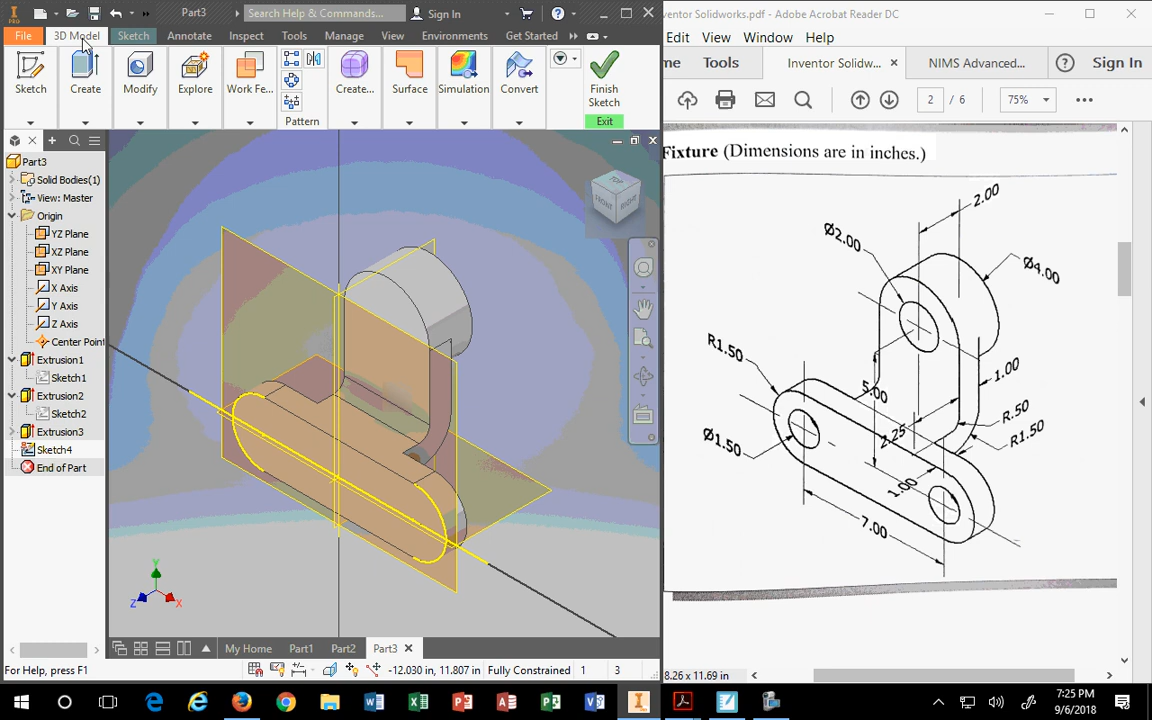 PRO
Part3
Search Help & Commands...
Sign In
Inventor Solidworks.pdf - Adobe Acrobat Reader DC
File
3D Model
Sketch
Annotate
Inspect
Tools
Manage
View
Environments
Get Started
Edit View Window Help
Sketch
Create
Modify
Explore
Work Fe...
Pattern
Create...
Surface
Simulation
Convert
Finish
Sketch
Exit
me
Tools
Inventor Solidw...
NIMS Advanced...
Sign In
2 / 6
75%
Part3
Solid Bodies(1)
View: Master
Origin
YZ Plane
XZ Plane
XY Plane
X Axis
Y Axis
Z Axis
Center Point
Extrusion1
Sketch1
Extrusion2
Sketch2
Extrusion3
Sketch4
End of Part
TOP
FRONT
RIGHT
Y
Z
X
Fixture (Dimensions are in inches.)
2.00
Ø2.00
Ø4.00
R1.50
1.00
5.00
R.50
Ø1.50
2.25
R1.50
1.00
7.00
My Home
Part1
Part2
Part3
For Help, press F1
-12.030 in, 11.807 in
Fully Constrained
1
3
8.26 x 11.69 in
7:25 PM
9/6/2018